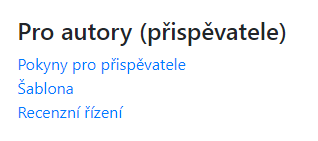 Pro autory (přispěvatele)
Pokyny pro přispěvatele
Šablona
Recenzní řízení